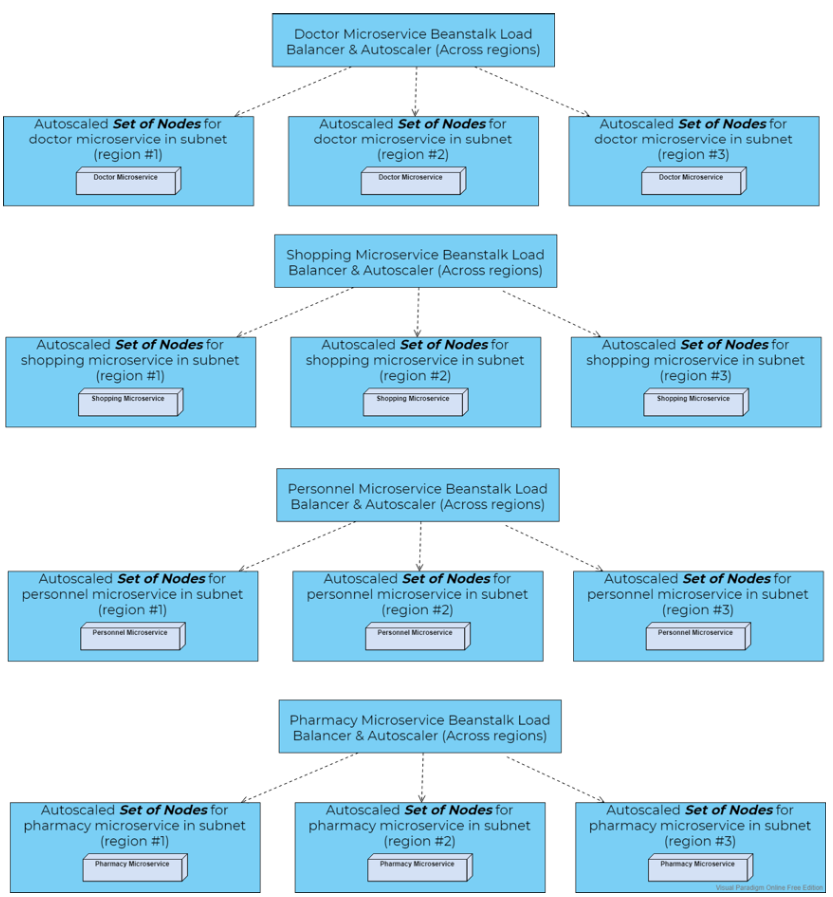 Doctor Microservice Beanstalk Load
Balancer & Autoscaler (Across regions)
Autoscaled Set of Nodes for
doctor microservice in subnet
(region #1)
Doctor Microservice
Autoscaled Set of Nodes for
doctor microservice in subnet
(region #2)
Doctor Microservice
Autoscaled Set of Nodes for
doctor microservice in subnet
(region #3)
Doctor Microservice
Shopping Microservice Beanstalk Load
Balancer & Autoscaler (Across regions)
Autoscaled Set of Nodes for
shopping microservice in subnet
(region #1)
Shopping Microservice
Autoscaled Set of Nodes for
shopping microservice in subnet
(region #2)
Shopping Microservice
Autoscaled Set of Nodes for
shopping microservice in subnet
(region #3)
Shopping Microservice
Personnel Microservice Beanstalk Load
Balancer & Autoscaler (Across regions)
Autoscaled Set of Nodes for
personnel microservice in subnet
(region #1)
Personnel Microservice
Autoscaled Set of Nodes for
personnel microservice in subnet
(region #2)
Personnel Microservice
Autoscaled Set of Nodes for
personnel microservice in subnet
(region #3)
Personnel Microservice
Pharmacy Microservice Beanstalk Load
Balancer & Autoscaler (Across regions)
Autoscaled Set of Nodes for
pharmacy microservice in subnet
(region #1)
Pharmacy Microservice
Autoscaled Set of Nodes for
pharmacy microservice in subnet
(region #2)
Pharmacy Microservice
Autoscaled Set of Nodes for
pharmacy microservice in subnet
(region #3)
Pharmacy Microservice
Visual Paradigm Online Free Edition